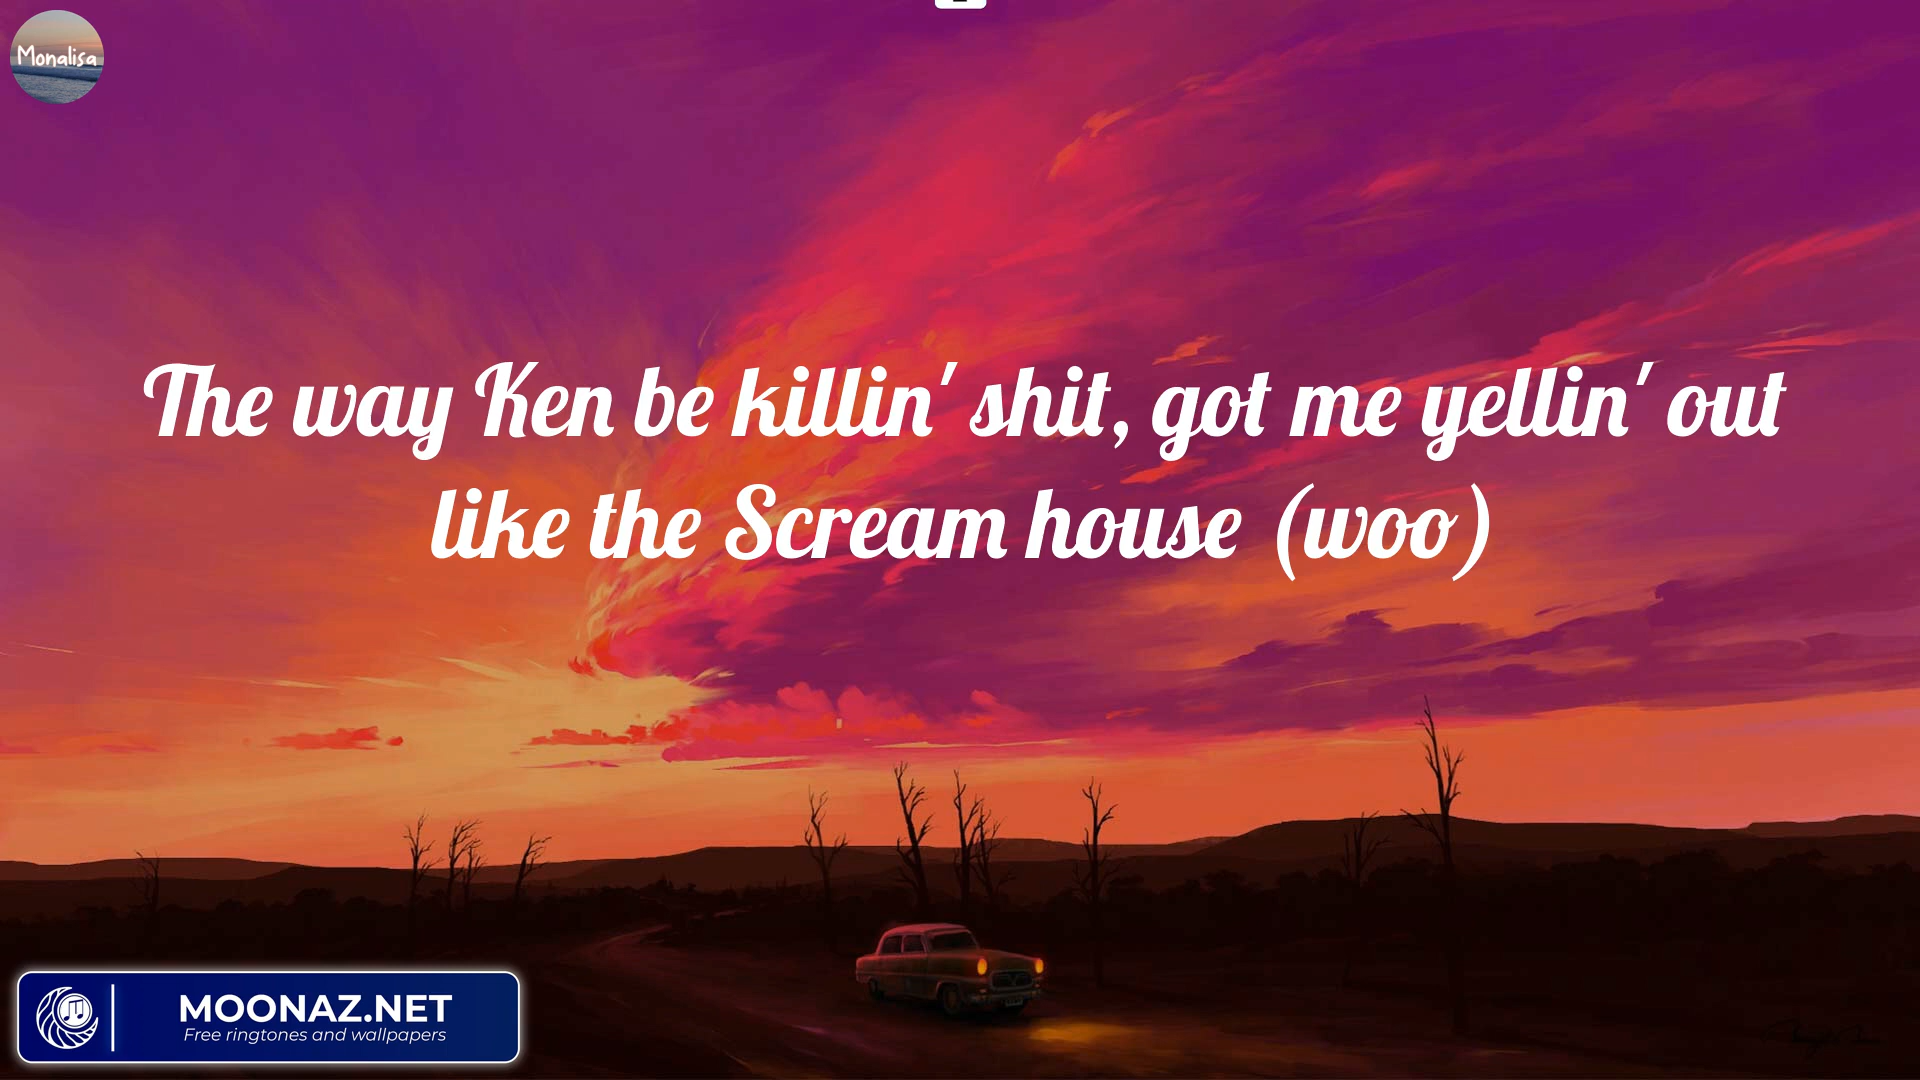 Monalisa
The way Ken be killin' shit, got me yellin' out
like the Scream house (woo)
MOONAZ.NET
Free ringtones and wallpapers